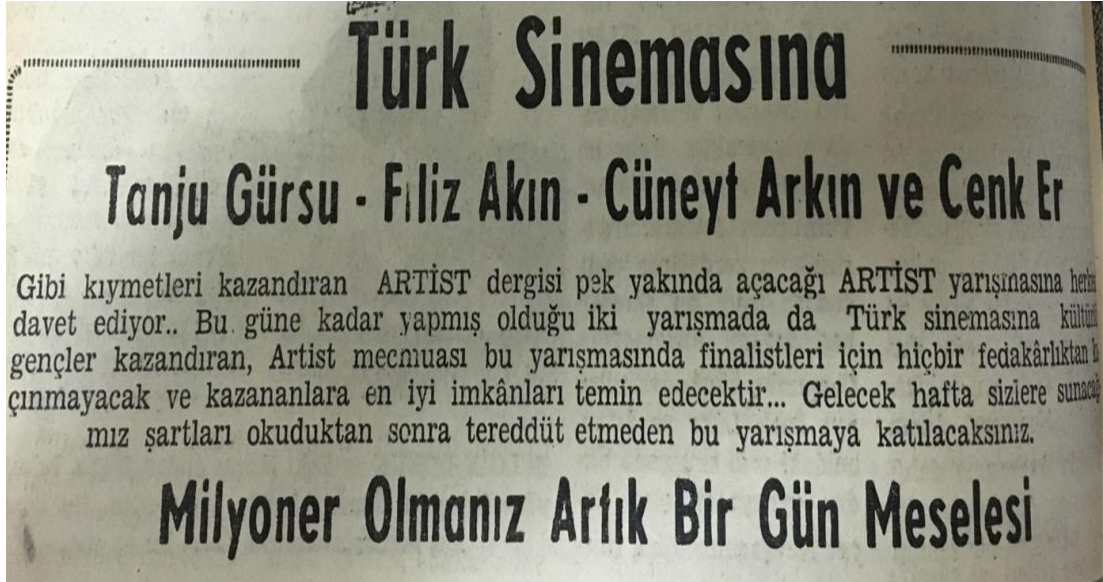 Türk Sinemasına
Tanju Gürsu - Filiz Akın - Cüneyt Arkın ve Cenk Er
Gibi kıymetleri kazandıran ARTİST dergisi pek yakında açacağı ARTİST yarışmasına
davet ediyor.. Bu güne kadar yapmış olduğu iki yarışmada da Türk sinemasına
gençler kazandıran, Artist mecmuası bu yarışmasında finalistleri için hiçbir fedakârlıktan
çınmayacak ve kazananlara en iyi imkânları temin edecektir... Gelecek hafta sizlere
mız şartları okuduktan sonra tereddüt etmeden bu yarışmaya katılacaksınız.
Milyoner Olmanız Artık Bir Gün Meselesi